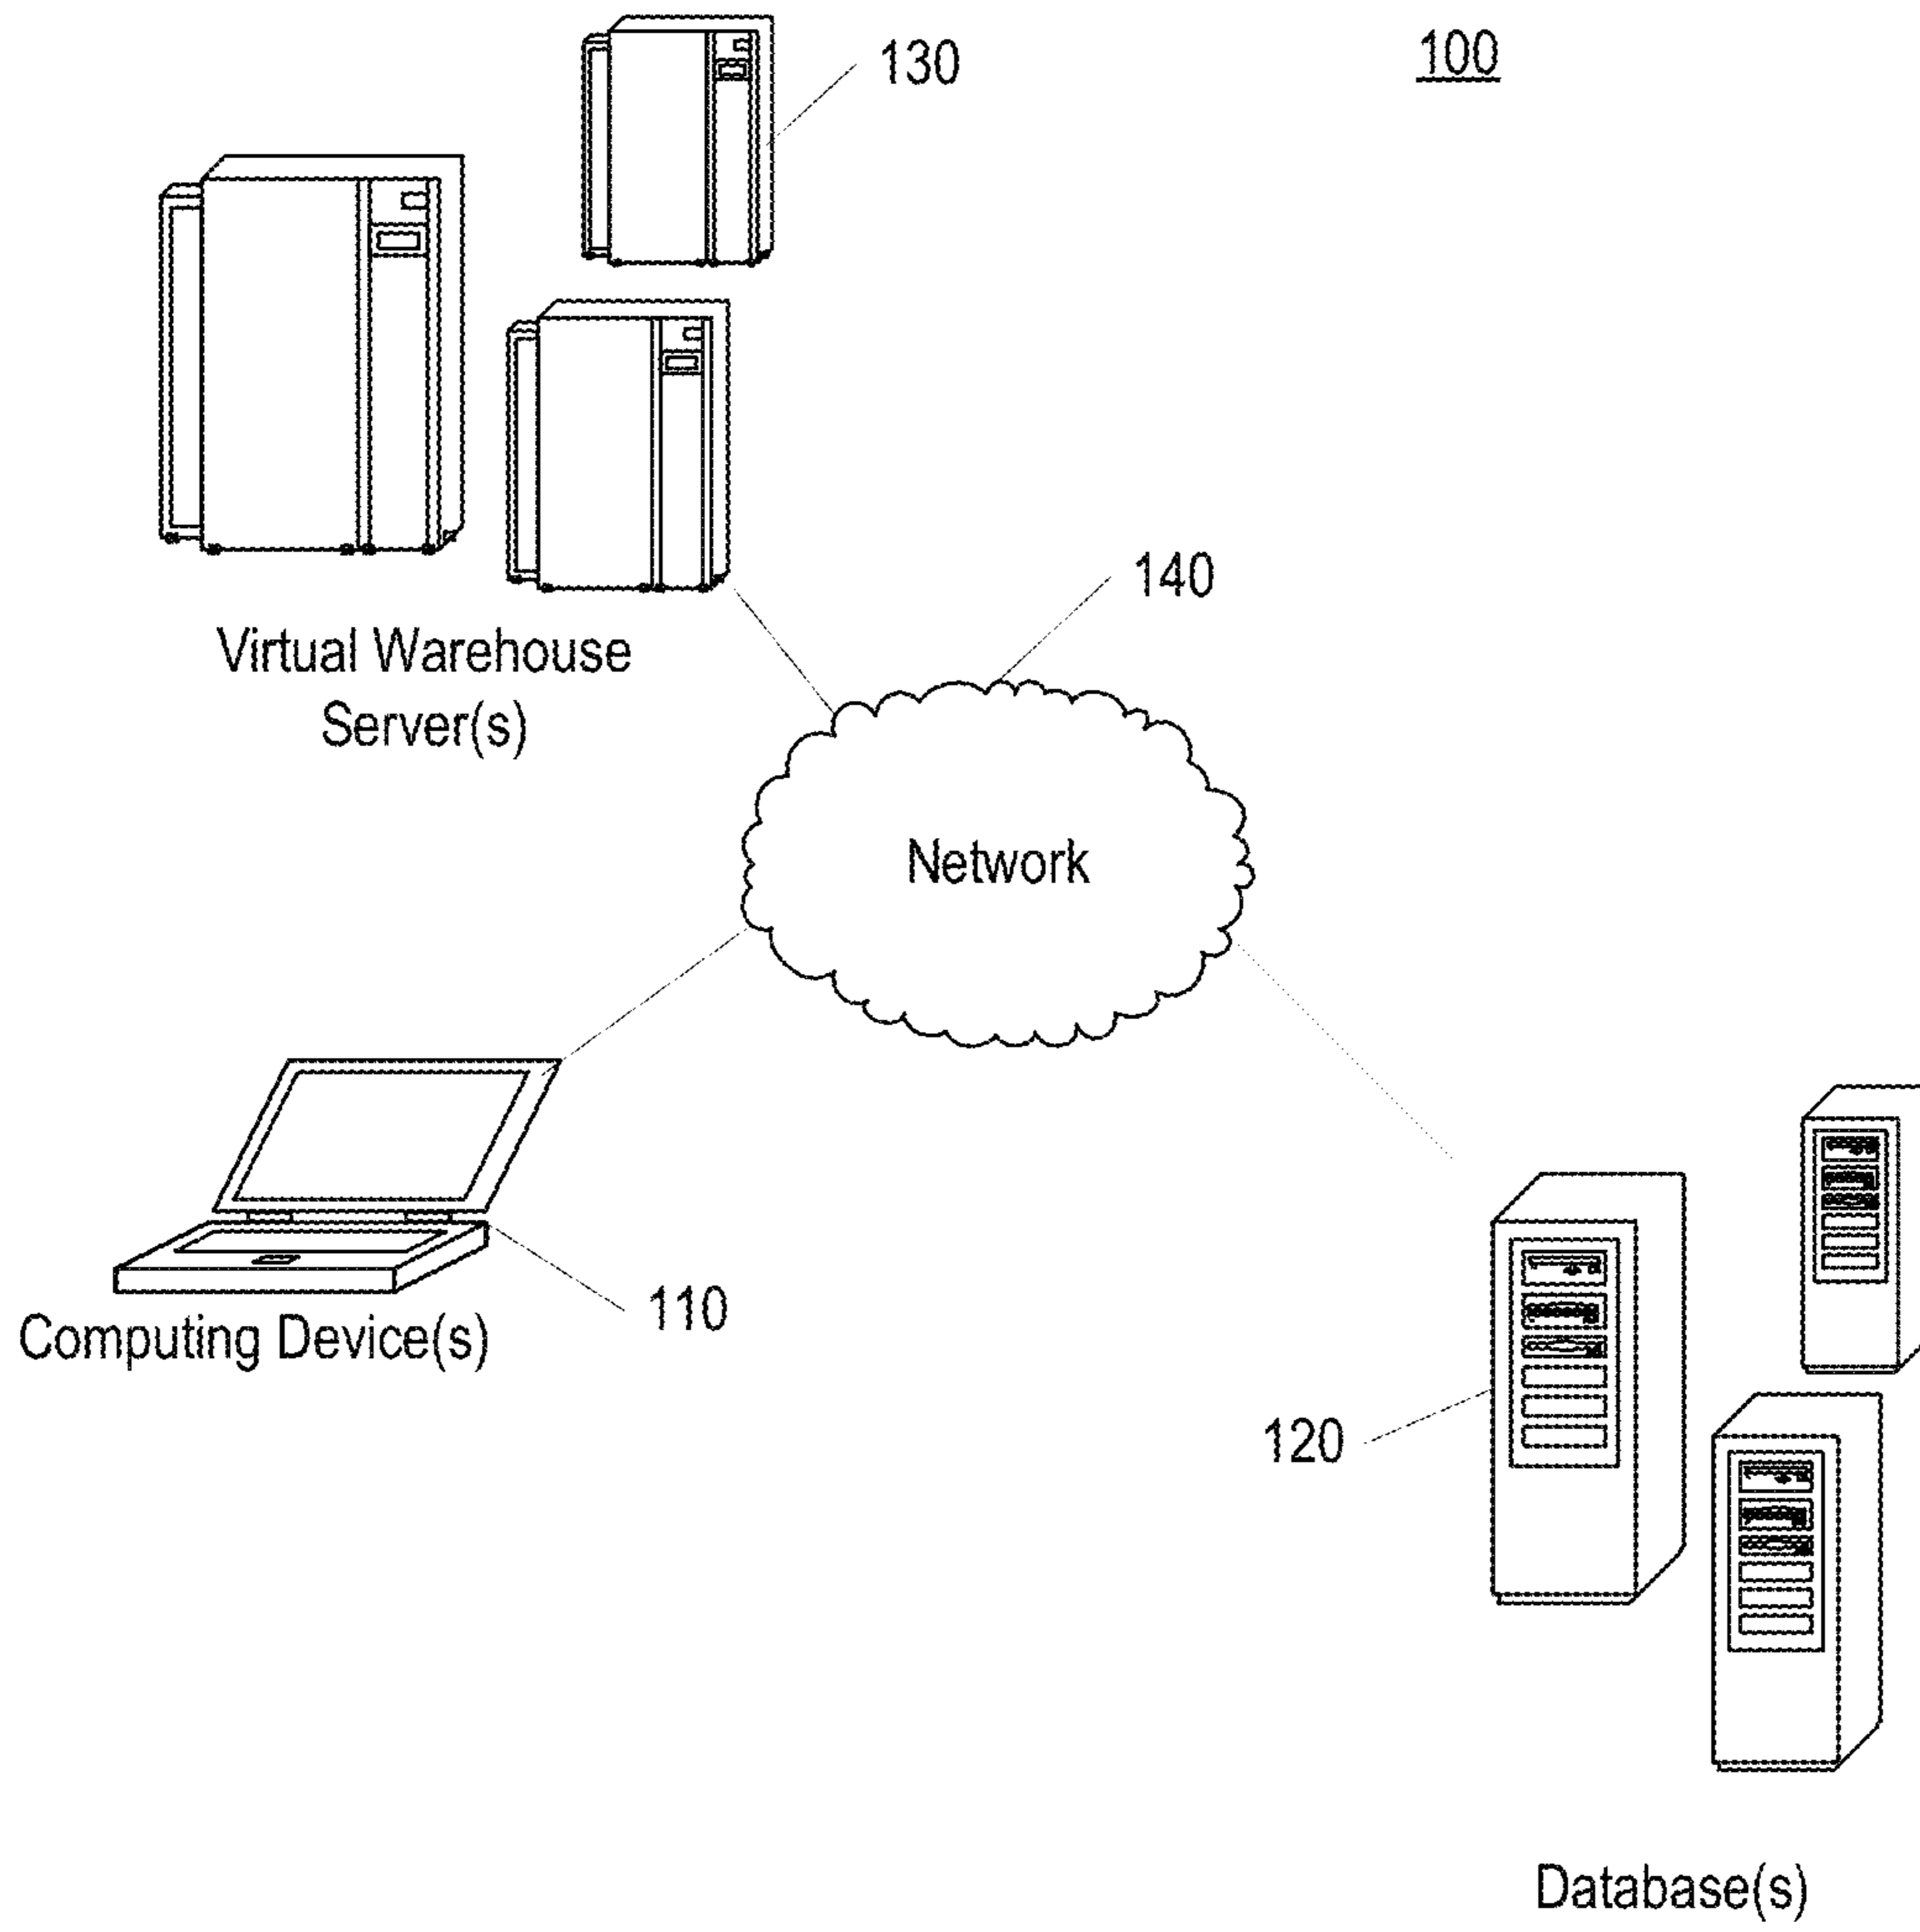 130
100
140
Virtual Warehouse
Server(s)
Network
110
Computing Device(s)
120
Database(s)